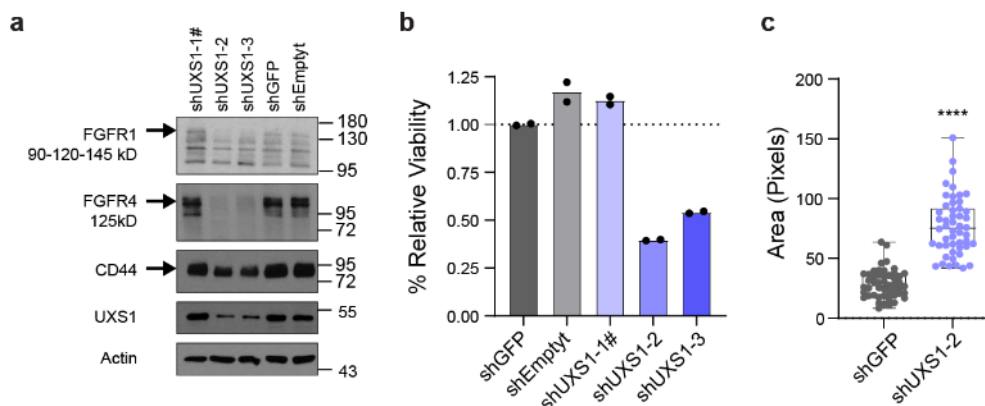 a
shUXS1-1#
shUXS1-2
shUXS1-3
shGFP
shEmptyt
FGFR1
90-120-145 kD
180
130
95
FGFR4
125kD
95
72
CD44
95
72
UXS1
55
Actin
43
b
% Relative Viability
1.25
1.00
0.75
0.50
0.25
0.00
shGFP
shEmptyt
shUXS1-1#
shUXS1-2
shUXS1-3
c
Area (Pixels)
200
150
100
50
0
****
shGFP
shUXS1-2